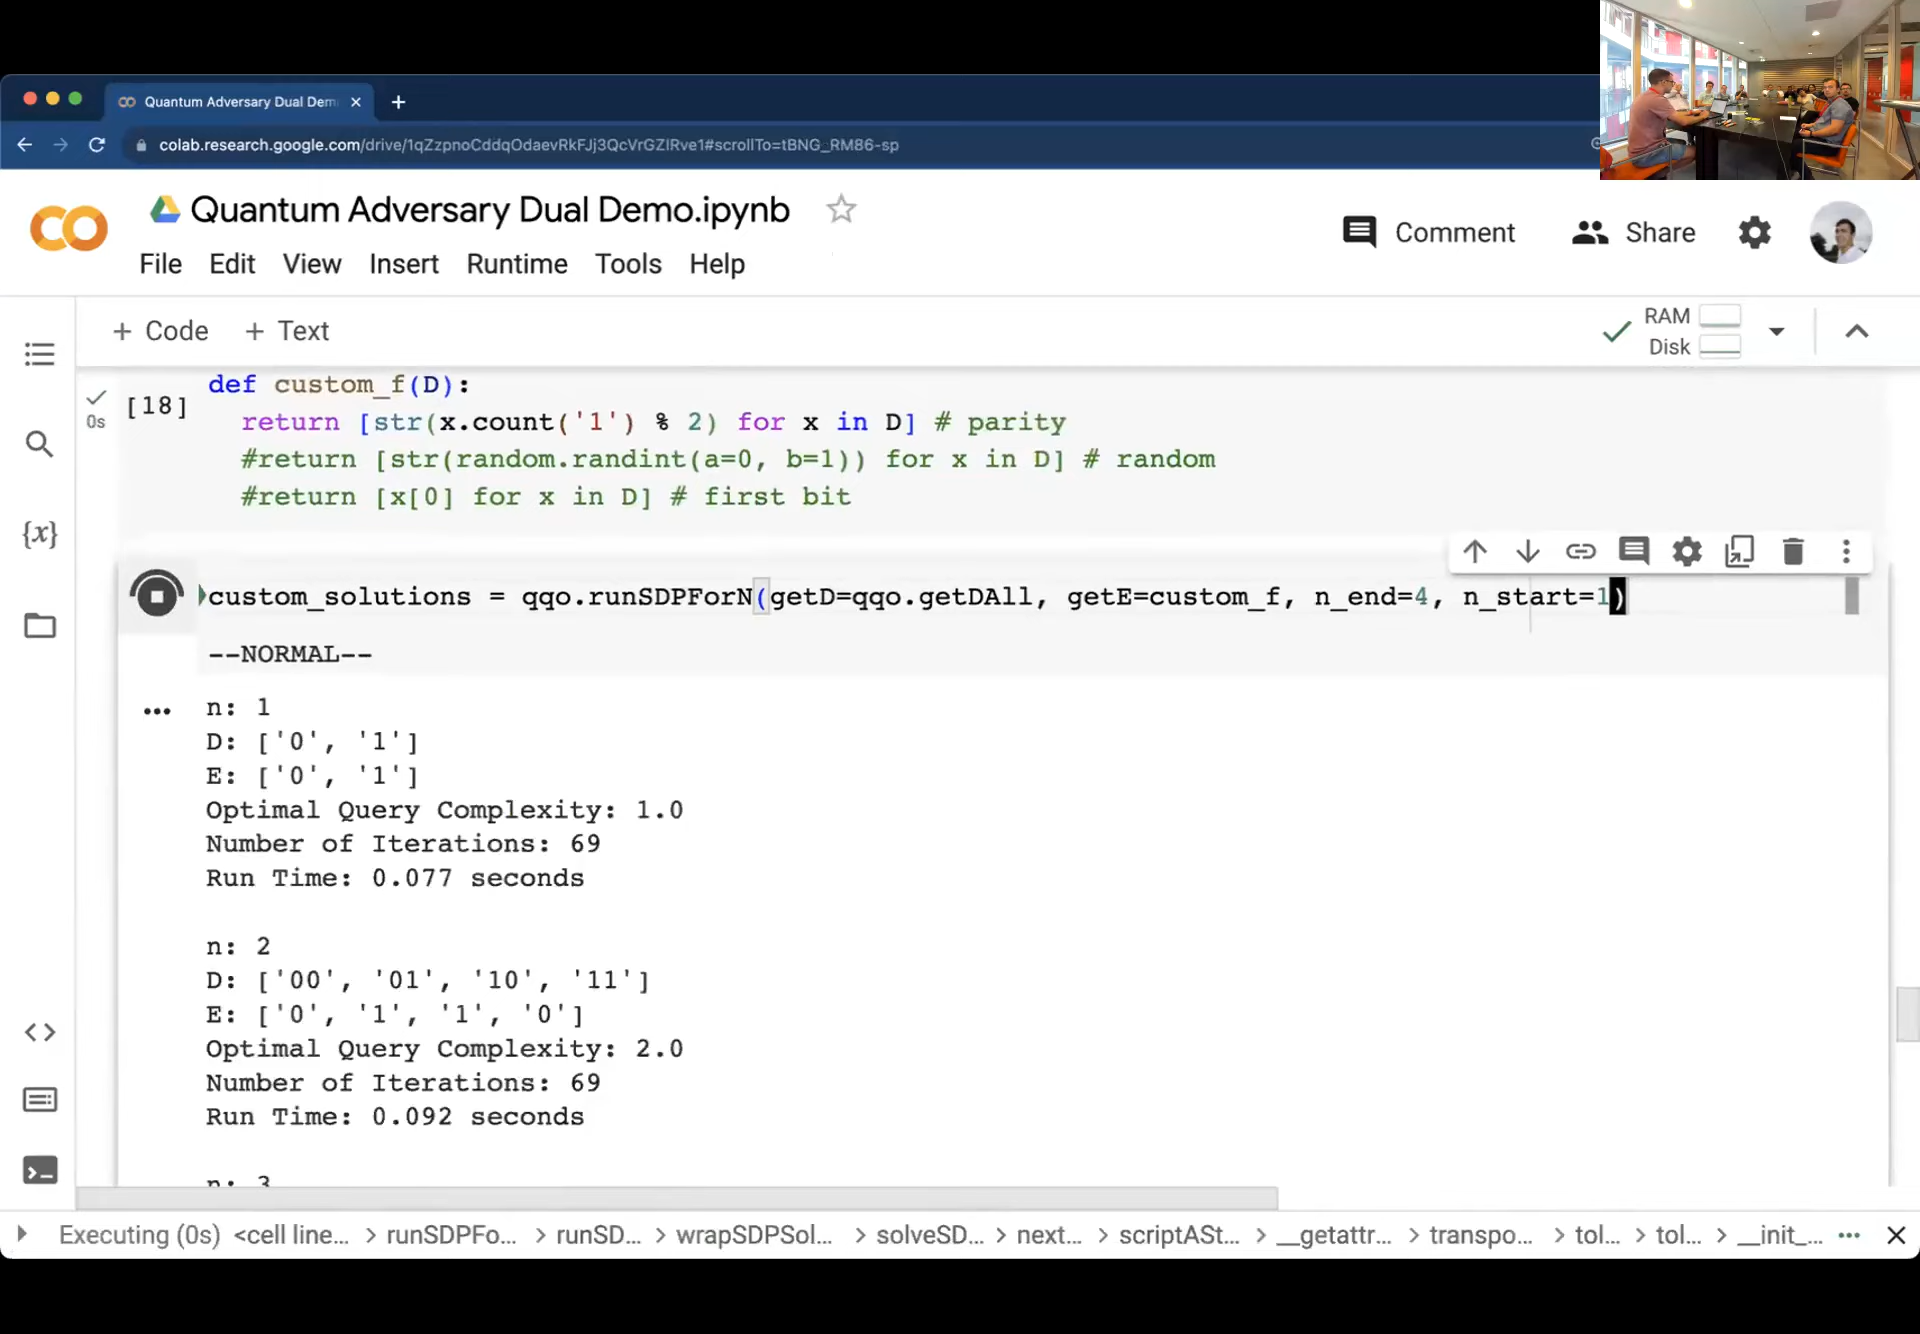 Quantum Adversary Dual Dem
colab.research.google.com/drive/1qZzpnoCddqOdaevRkFJj3QcVrGZlRve1#scrollTo=tBNG_RM86-sp
Quantum Adversary Dual Demo.ipynb
Comment
Share
File Edit View Insert Runtime Tools Help
+ Code + Text
RAM
Disk
def custom_f(D):
[18]
0s
return [str(x.count('1') % 2) for x in D] # parity
#return [str(random.randint(a=0, b=1)) for x in D] # random
#return [x[0] for x in D] # first bit
{x}
custom_solutions = qqo.runSDPForN(getD=qqo.getDAll, getE=custom_f, n_end=4, n_start=1)
--NORMAL--
n: 1
D: ['0', '1']
E: ['0', '1']
Optimal Query Complexity: 1.0
Number of Iterations: 69
Run Time: 0.077 seconds
n: 2
D: ['00', '01', '10', '11']
E: ['0', '1', '1', '0']
Optimal Query Complexity: 2.0
Number of Iterations: 69
Run Time: 0.092 seconds
n: 3
Executing (0s) <cell line... > runSDPFo... > runSD... > wrapSDPSol... > solveSD... > next... > scriptASt... > __getattr... > transpo... > tol... > tol... > __init_... ...